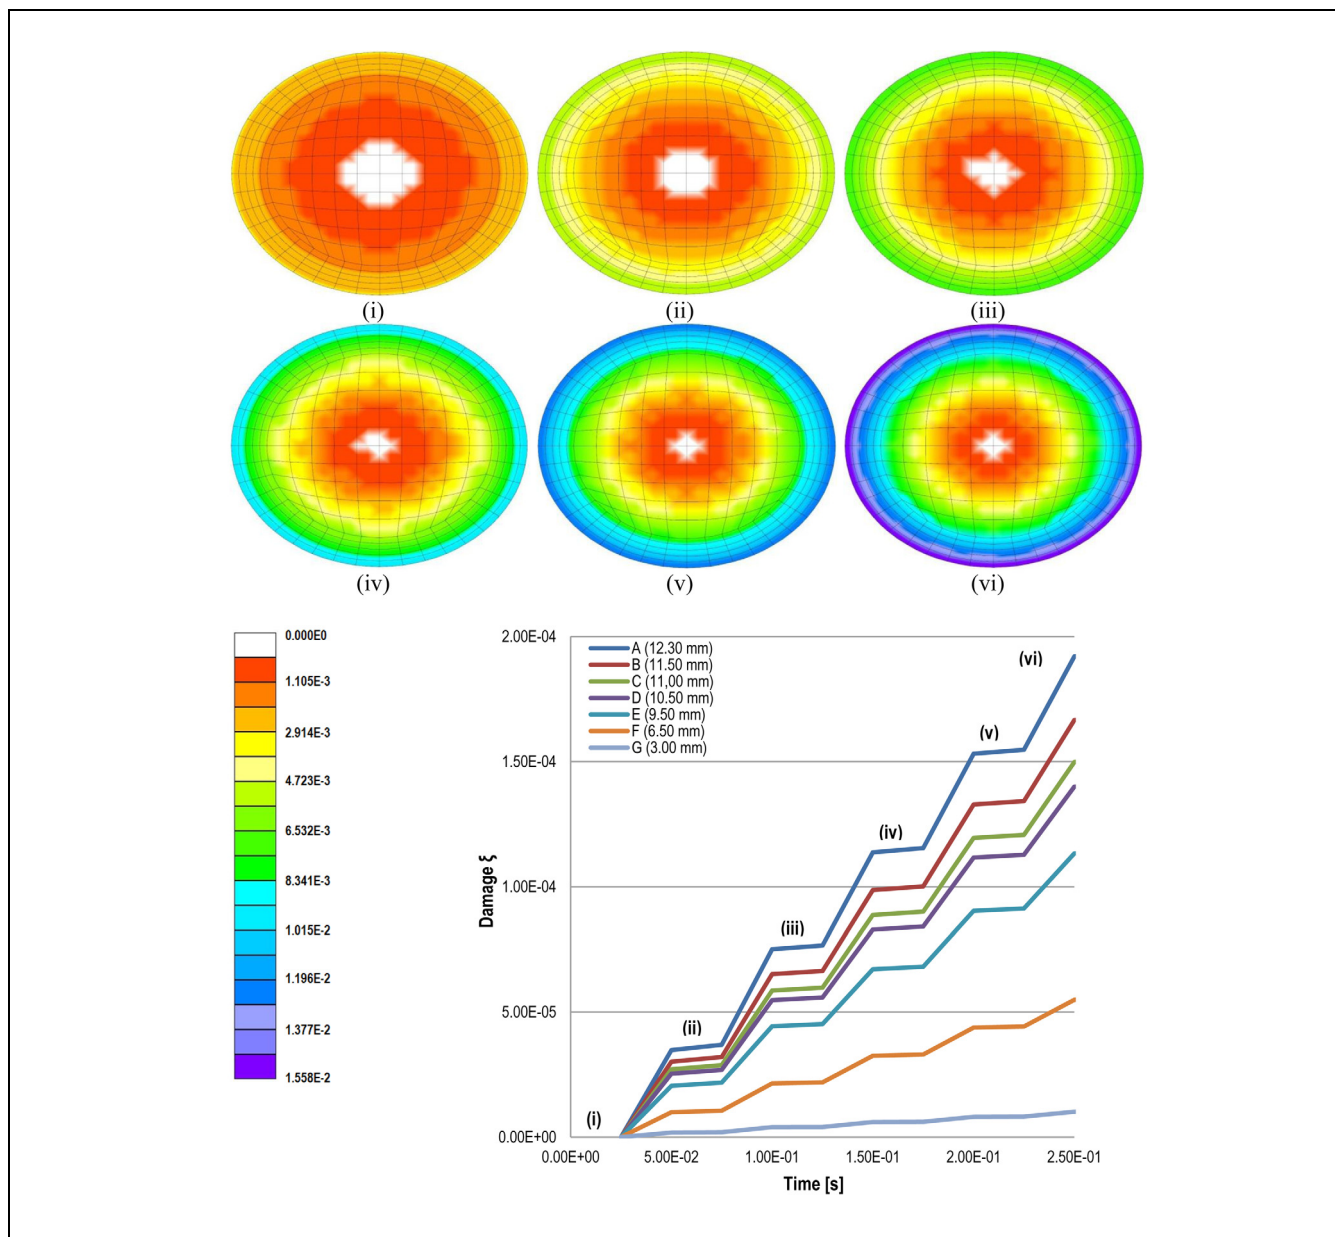 (i)
(ii)
(iii)
(iv)
(v)
(vi)
0.000E0
1.105E-3
2.914E-3
4.723E-3
6.532E-3
8.341E-3
1.015E-2
1.196E-2
1.377E-2
1.558E-2
Damage ξ
2.00E-04
1.50E-04
1.00E-04
5.00E-05
0.00E+00
A (12.30 mm)
B (11.50 mm)
C (11,00 mm)
D (10.50 mm)
E (9.50 mm)
F (6.50 mm)
G (3.00 mm)
(i)
(ii)
(iii)
(iv)
(v)
(vi)
0.00E+00 5.00E-02 1.00E-01 1.50E-01 2.00E-01 2.50E-01
Time [s]